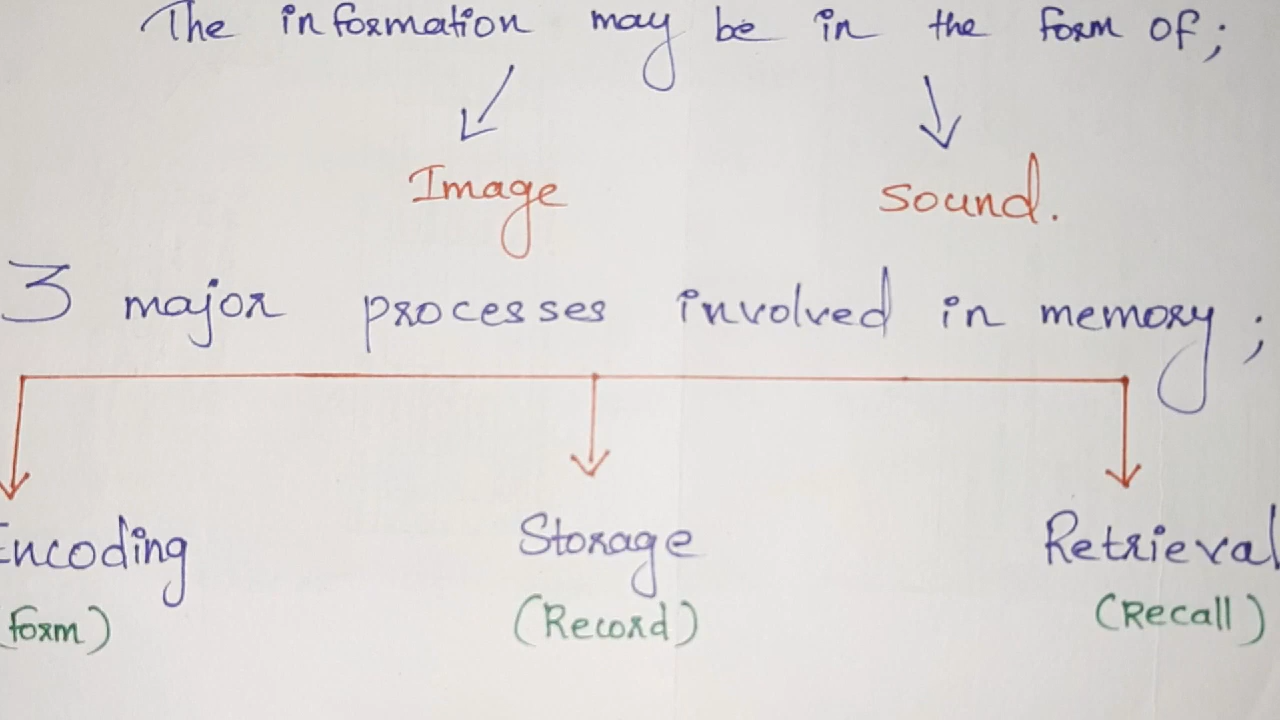 The information may be in the form of;
Image sound.
3 major processes involved in memory;
Encoding Storage Retrieval
(form) (Record) (Recall)